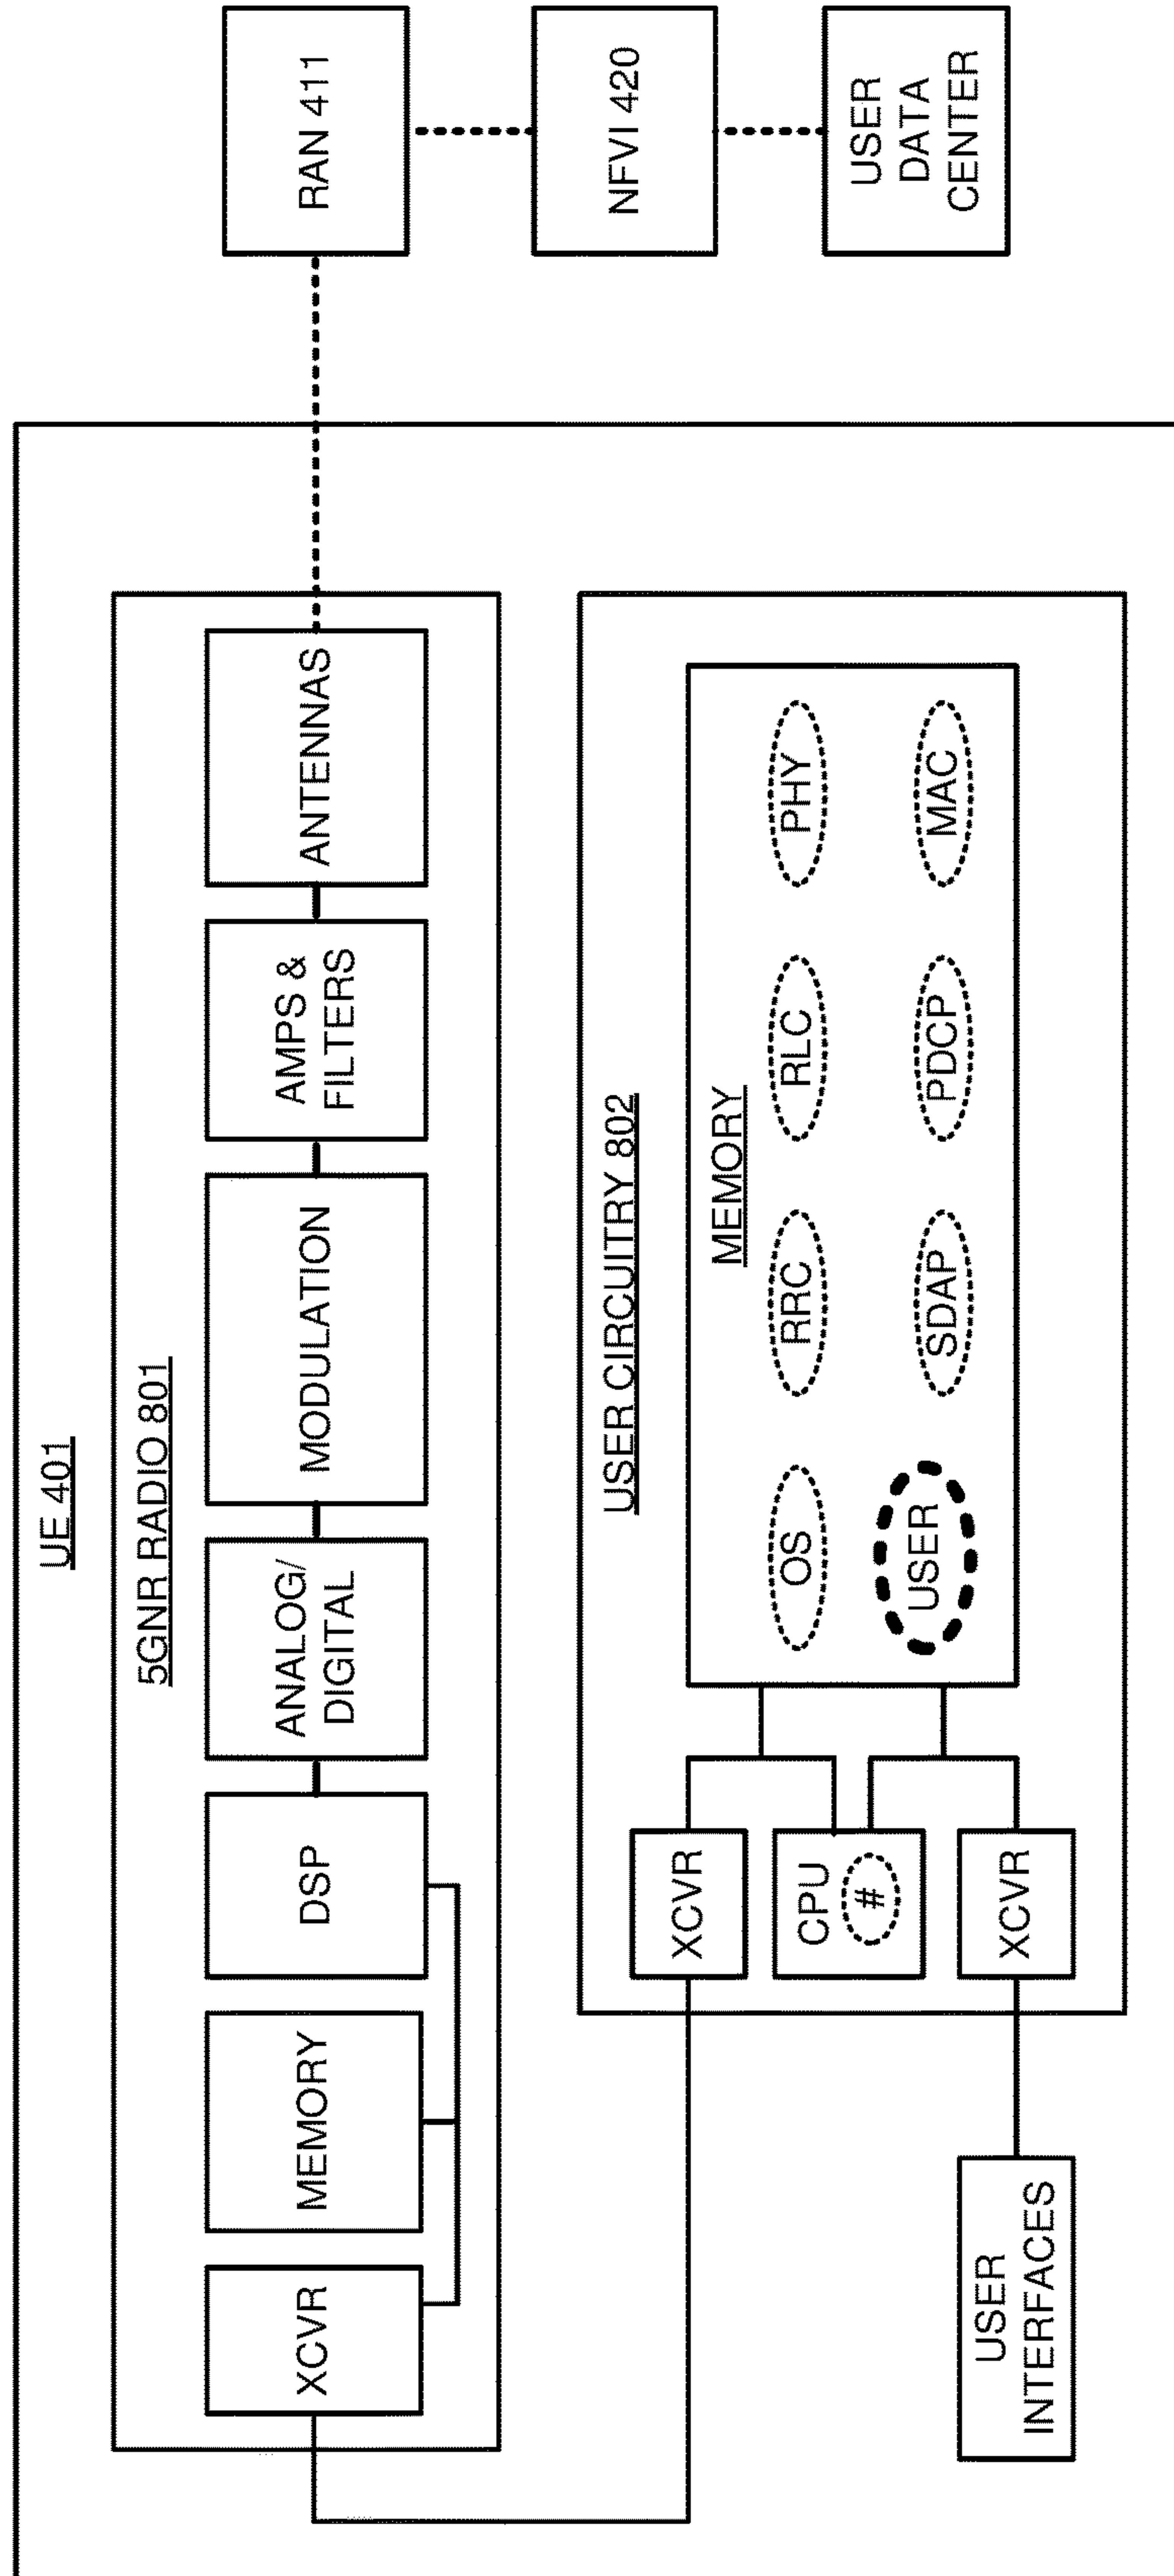 UE 401
5GNR RADIO 801
XCVR
MEMORY
DSP
ANALOG/
DIGITAL
MODULATION
AMPS &
FILTERS
ANTENNAS
RAN 411
NFVI 420
USER
DATA
CENTER
USER CIRCUITRY 802
XCVR
CPU
#
XCVR
MEMORY
OS
RRC
RLC
PHY
USER
SDAP
PDCP
MAC
USER
INTERFACES